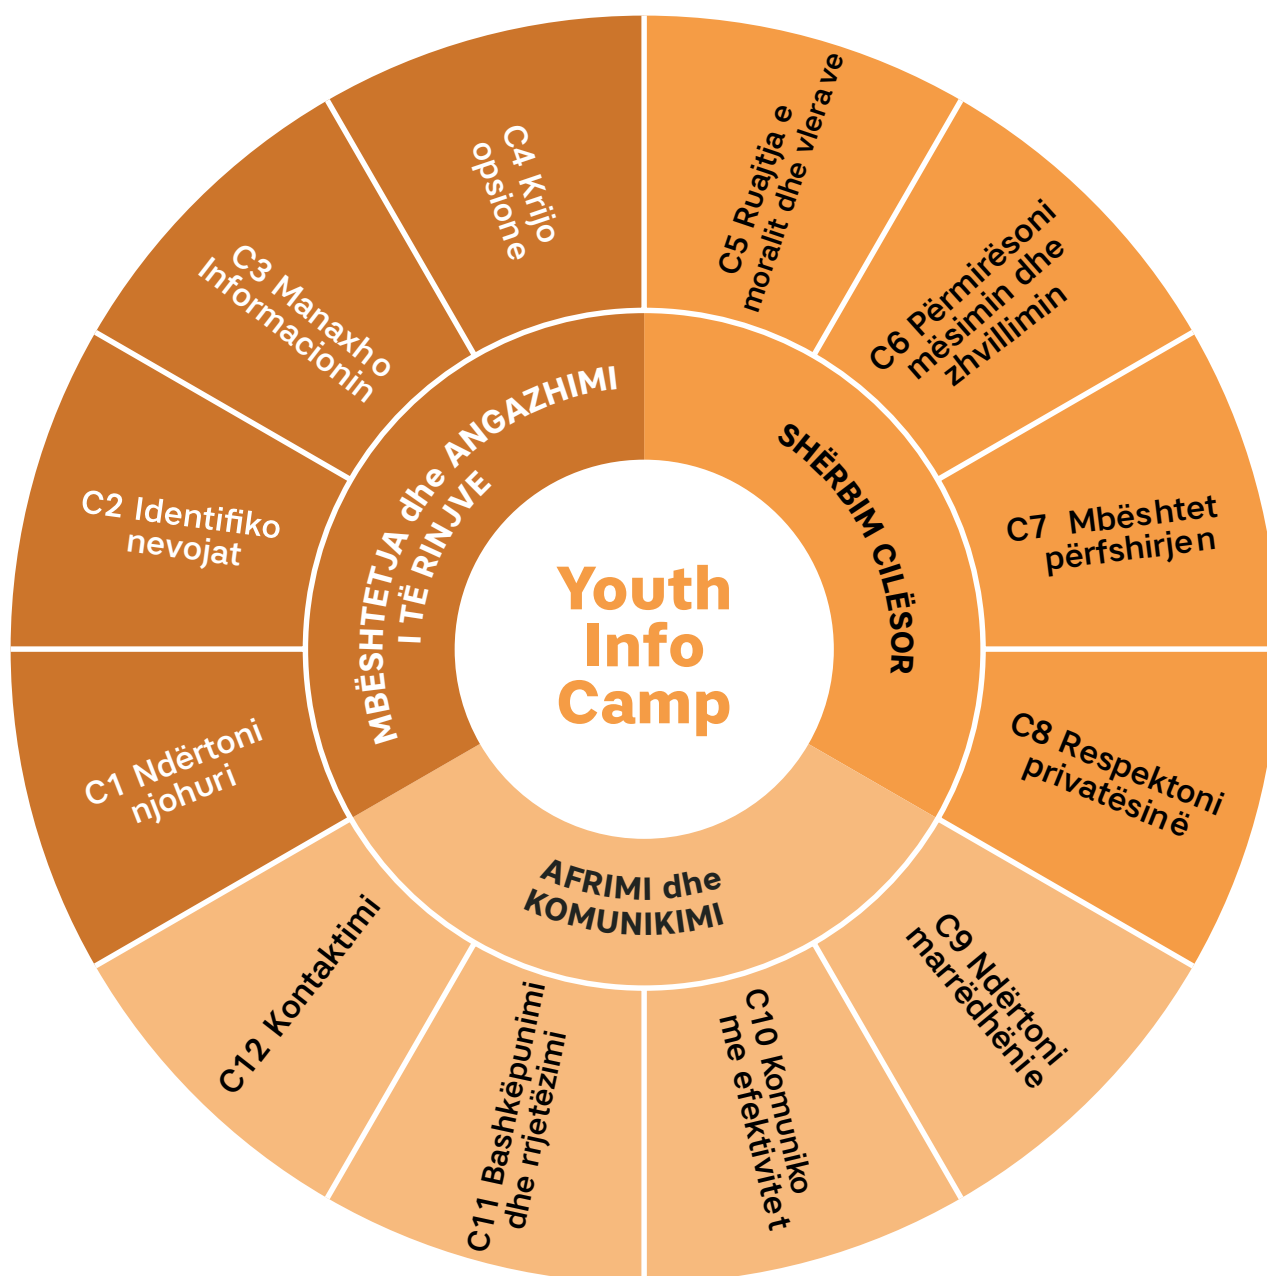 Youth
Info
Camp
MBËSHTETJA dhe ANGAZHIMI
I TË RINJVE
C1 Ndërtoni
njohuri
C2 Identifiko
nevojat
C3 Manaxho
Informacionin
C4 Krijo
opsione
SHËRBIM CILËSOR
C5 Ruajtja e
moralit dhe vlerave
C6 Përmirësoni
mësimin dhe
zhvillimin
C7 Mbështet
përfshirjen
C8 Respektoni
privatësinë
AFRIMI dhe
KOMUNIKIMI
C9 Ndërtoni
marrëdhënie
C10 Komuniko
me efektivitet
C11 Bashkëpunimi
dhe rrjetëzimi
C12 Kontaktimi